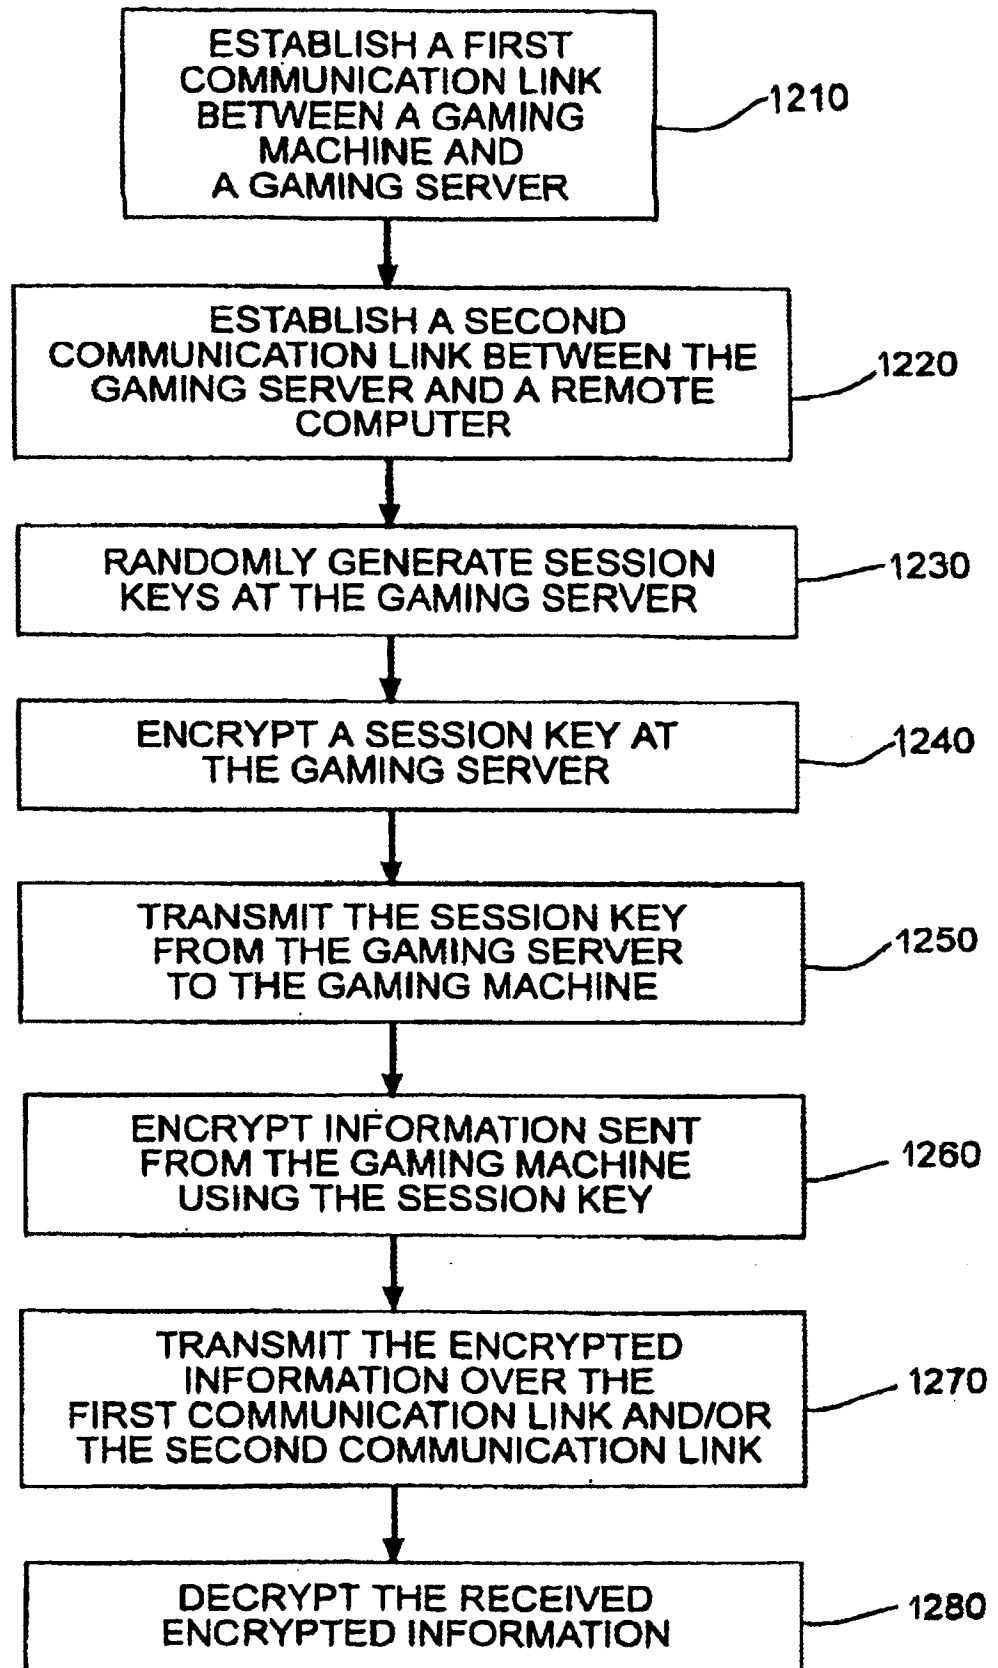 ESTABLISH A FIRST
COMMUNICATION LINK
BETWEEN A GAMING
MACHINE AND
A GAMING SERVER
1210
ESTABLISH A SECOND
COMMUNICATION LINK BETWEEN THE
GAMING SERVER AND A REMOTE
COMPUTER
1220
RANDOMLY GENERATE SESSION
KEYS AT THE GAMING SERVER
1230
ENCRYPT A SESSION KEY AT
THE GAMING SERVER
1240
TRANSMIT THE SESSION KEY
FROM THE GAMING SERVER
TO THE GAMING MACHINE
1250
ENCRYPT INFORMATION SENT
FROM THE GAMING MACHINE
USING THE SESSION KEY
1260
TRANSMIT THE ENCRYPTED
INFORMATION OVER THE
FIRST COMMUNICATION LINK AND/OR
THE SECOND COMMUNICATION LINK
1270
DECRYPT THE RECEIVED
ENCRYPTED INFORMATION
1280